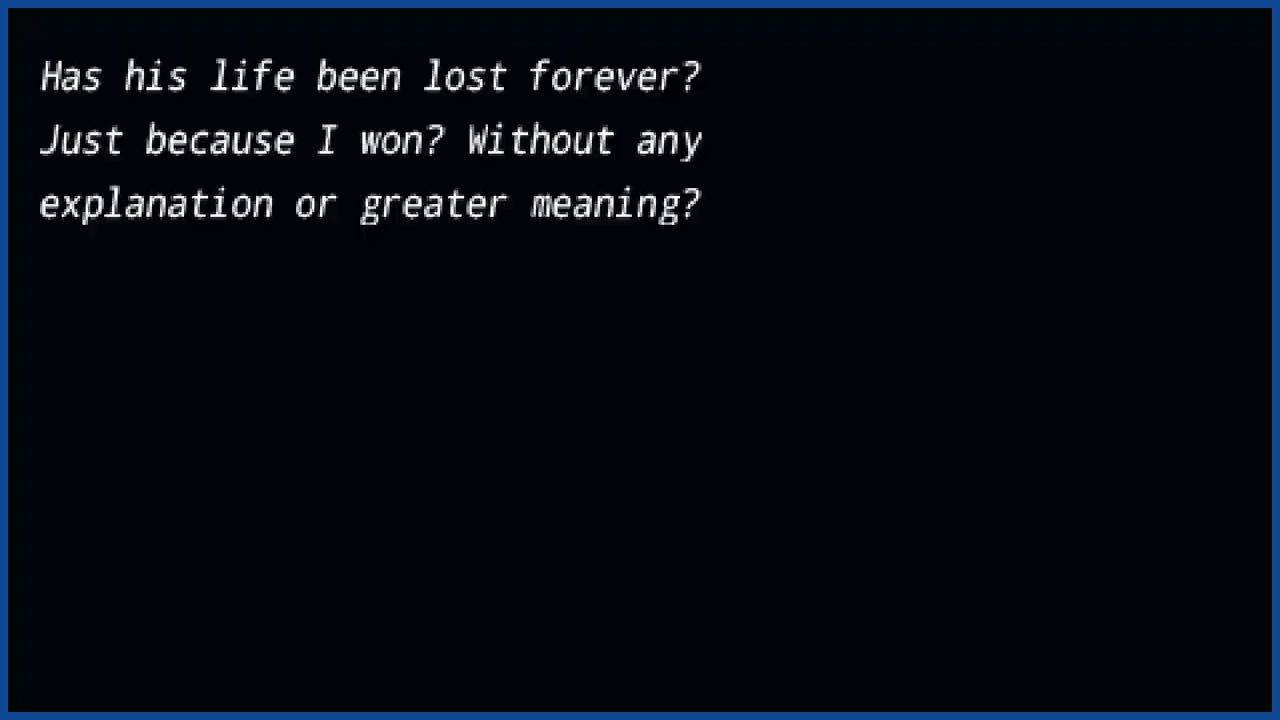 Has his life been lost forever?
Just because I won? Without any
explanation or greater meaning?